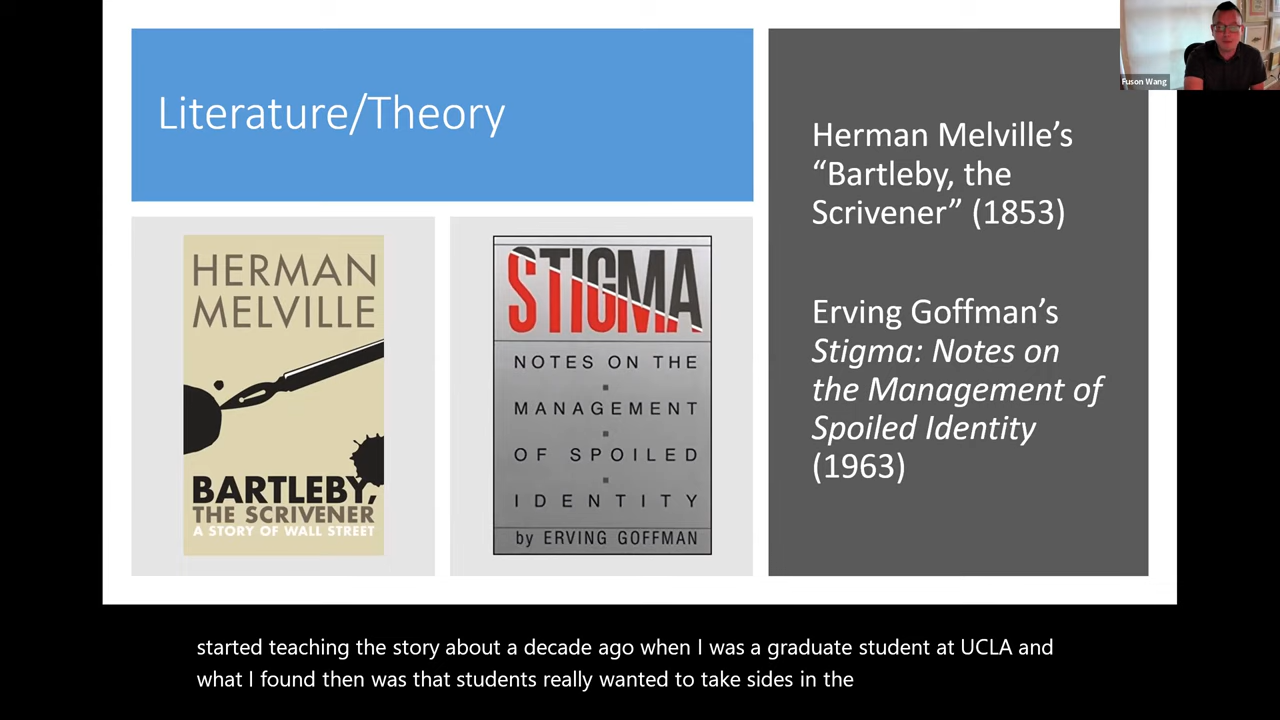 Literature/Theory
HERMAN
MELVILLE
BARTLEBY,
THE SCRIVENER
A STORY OF WALL STREET
STIGMA
NOTES ON THE
MANAGEMENT
OF SPOILED
IDENTITY
by ERVING GOFFMAN
Herman Melville’s
“Bartleby, the
Scrivener” (1853)
Erving Goffman’s
Stigma: Notes on
the Management of
Spoiled Identity
(1963)
Fuson Wang
started teaching the story about a decade ago when I was a graduate student at UCLA and
what I found then was that students really wanted to take sides in the